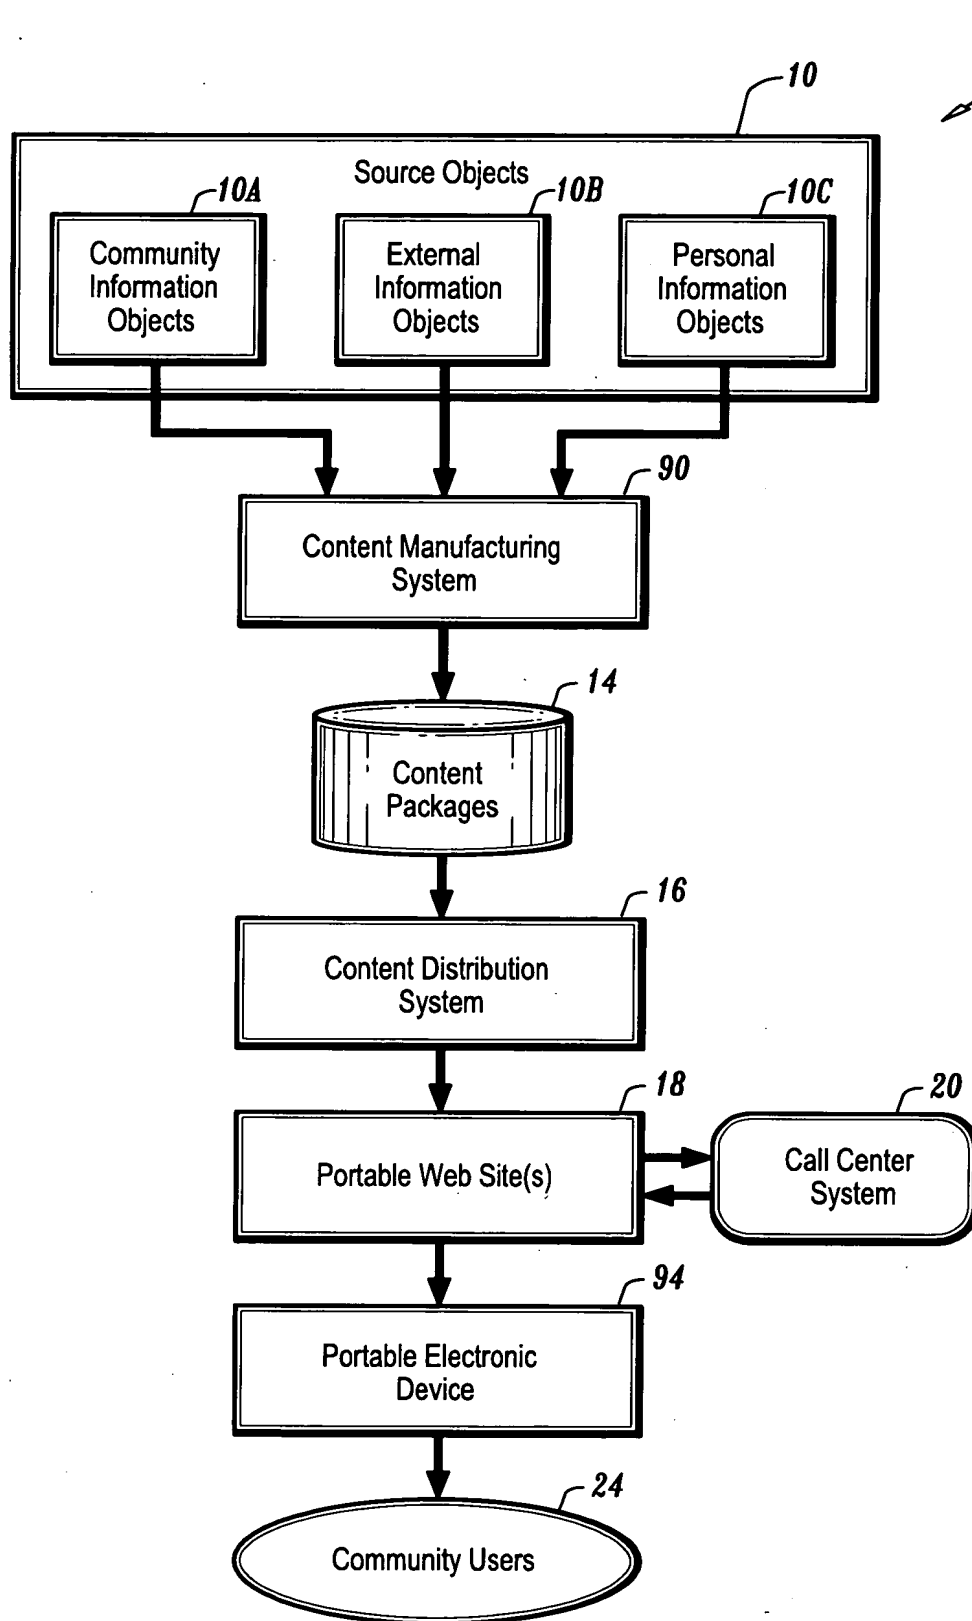 10
Source Objects
10A
10B
10C
Community
Information
Objects
External
Information
Objects
Personal
Information
Objects
90
Content Manufacturing
System
14
Content
Packages
16
Content Distribution
System
18
Portable Web Site(s)
20
Call Center
System
94
Portable Electronic
Device
24
Community Users